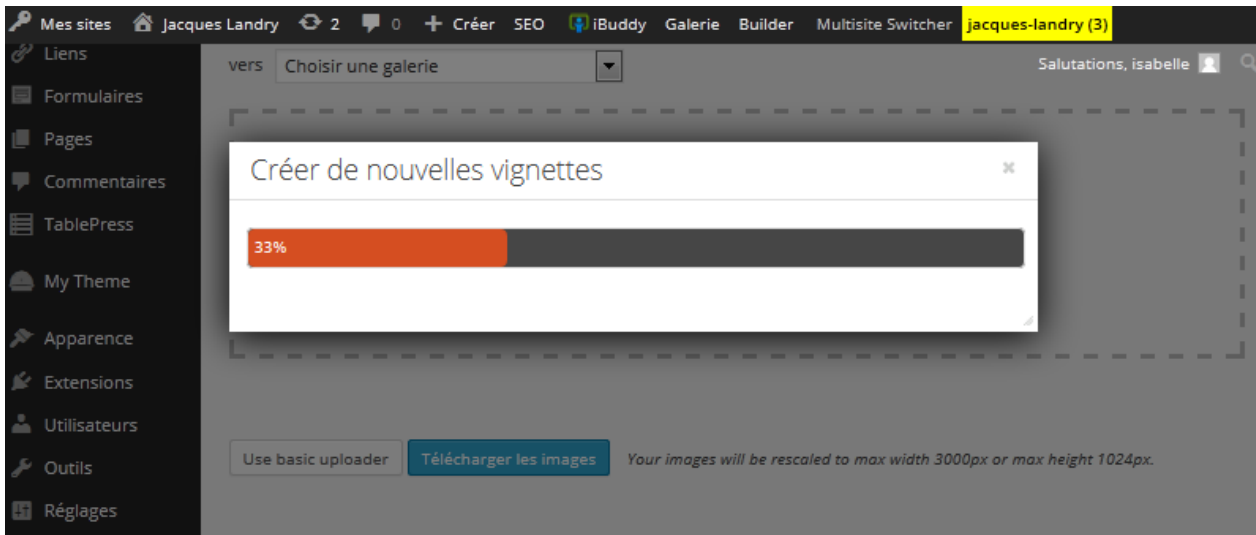 Mes sites Jacques Landry 2 0 + Créer SEO iBuddy Galerie Builder Multisite Switcher jacques-landry (3)
Liens
vers Choisir une galerie
Salutations, isabelle
Formulaires
Pages
Commentaires
TablePress
My Theme
Apparence
Extensions
Utilisateurs
Outils
Réglages
Créer de nouvelles vignettes ×
33%
Use basic uploader Télécharger les images Your images will be rescaled to max width 3000px or max height 1024px.